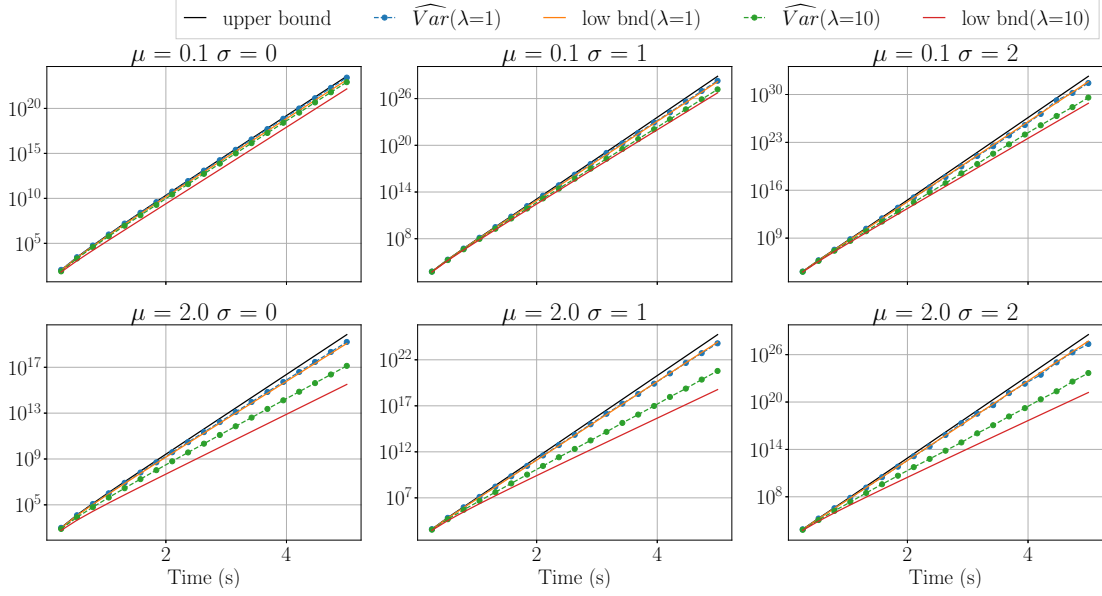 upper bound  $\widehat{Var}(\lambda=1)$  low bnd(λ=1)  $\widehat{Var}(\lambda=10)$  low bnd(λ=10)
μ = 0.1 σ = 0  μ = 0.1 σ = 1  μ = 0.1 σ = 2
10^20  10^26  10^30
10^15  10^20  10^23
10^10  10^14  10^16
10^5  10^8  10^9
μ = 2.0 σ = 0  μ = 2.0 σ = 1  μ = 2.0 σ = 2
10^17  10^22  10^26
10^13  10^17  10^20
10^9  10^12  10^14
10^5  10^7  10^8
2  4  2  4  2  4
Time (s)  Time (s)  Time (s)